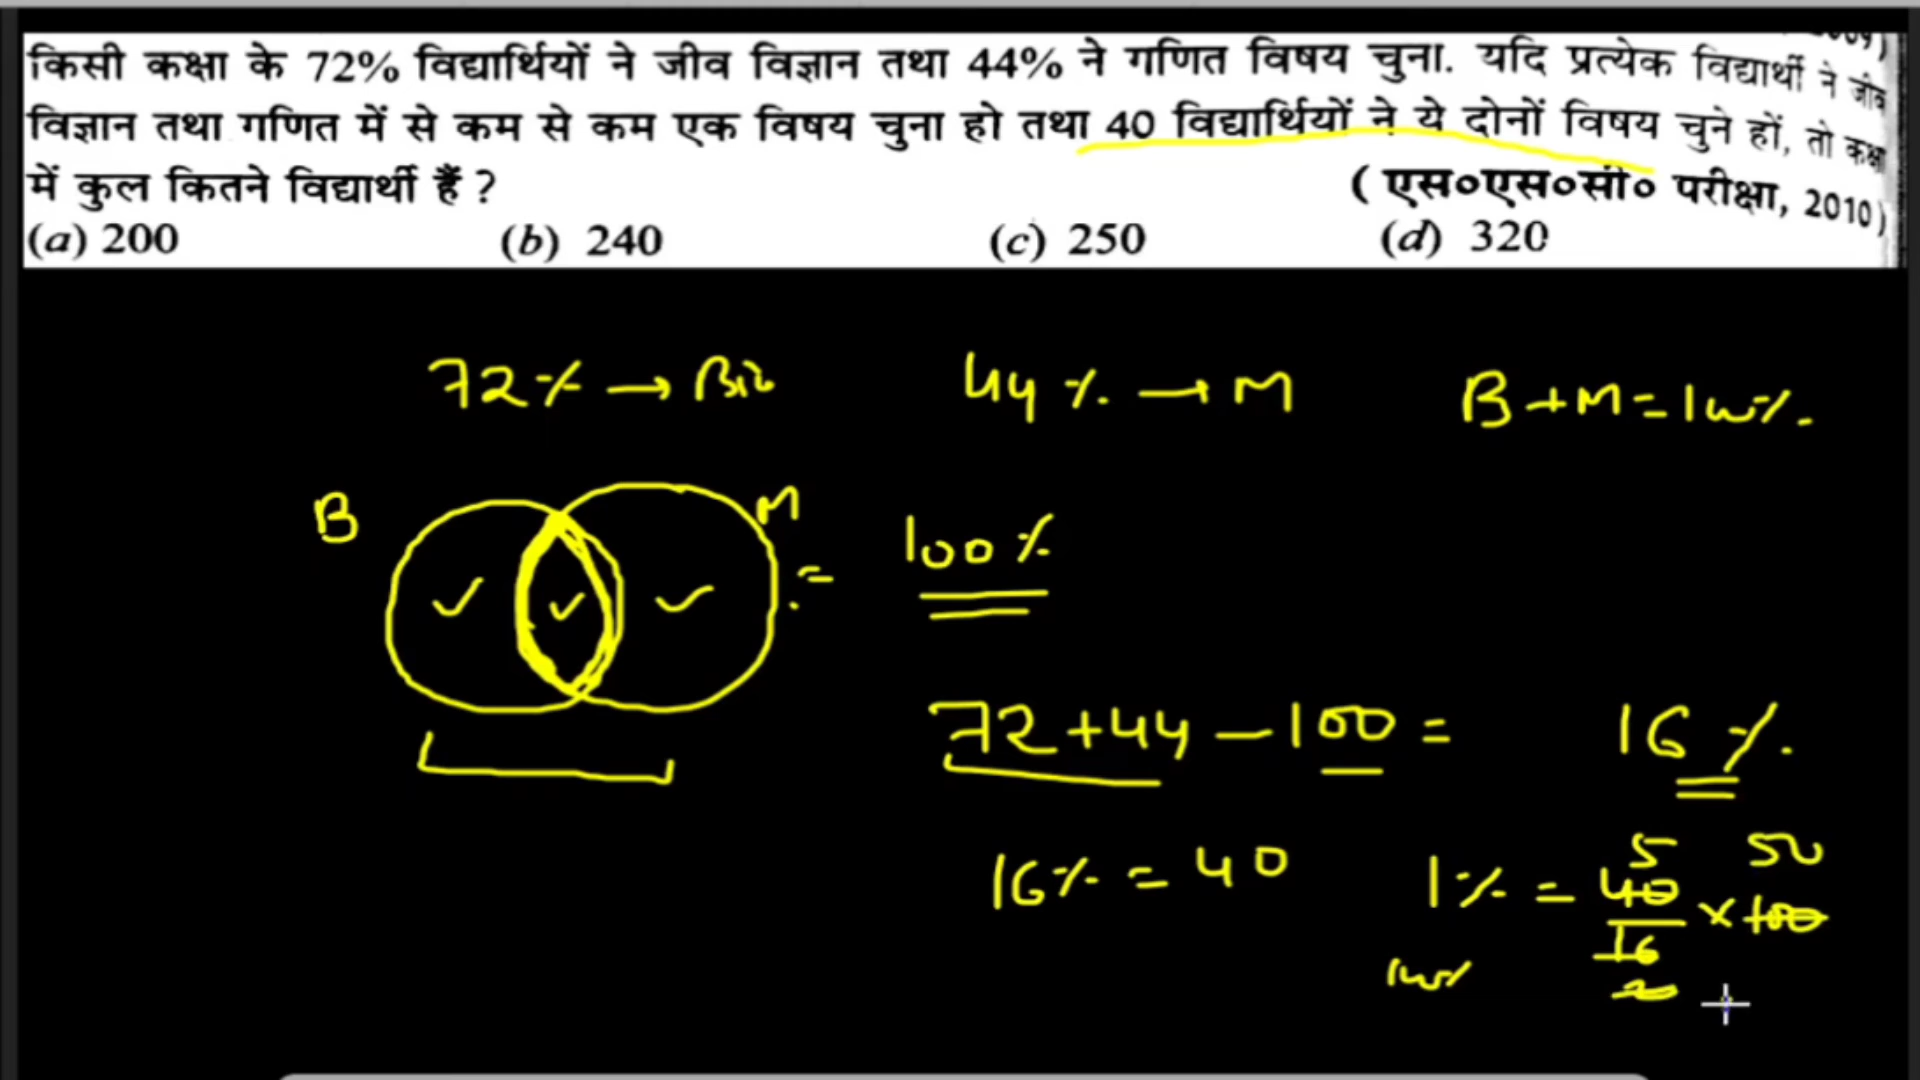 किसी कक्षा के 72% विद्यार्थियों ने जीव विज्ञान तथा 44% ने गणित विषय चुना. यदि प्रत्येक विद्यार्थी ने जीव
विज्ञान तथा गणित में से कम से कम एक विषय चुना हो तथा 40 विद्यार्थियों ने ये दोनों विषय चुने हों, तो कक्षा
में कुल कितने विद्यार्थी हैं ?
( एस०एस०सी० परीक्षा, 2010)
(a) 200 (b) 240 (c) 250 (d) 320
72% → Bio 44% → M B+M=100%
B M = 100%
72+44-100= 16%
16% = 40
5 50
1% = 40 × 100
16
100%
2